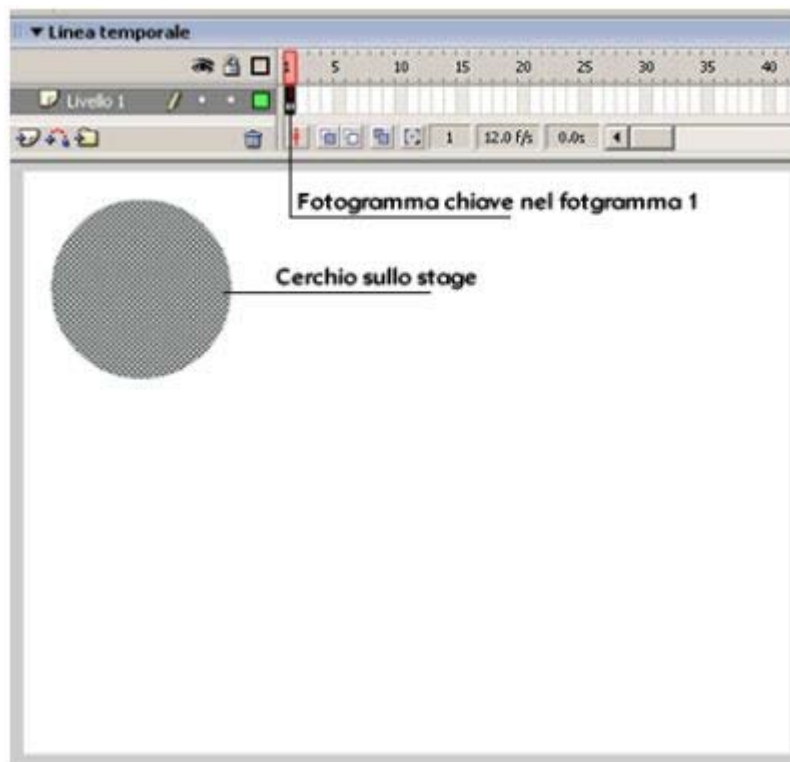 Linea temporale
1 5 10 15 20 25 30 35 40
Livello 1
1 12.0 f/s 0.0s
Fotogramma chiave nel fotgramma 1
Cerchio sullo stage